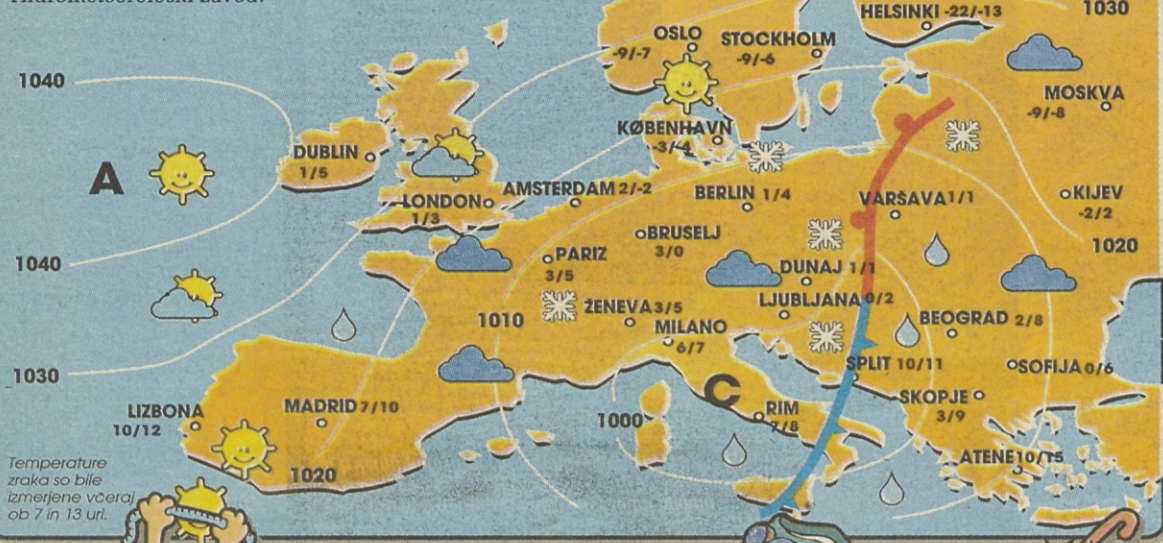 Hidrometeorološki zavod.
HELSINKI -22/-13
1030
OSLO
-9/-7
STOCKHOLM
-9/-6
1040
MOSKVA
-9/-8
KØBENHAVN
-3/-4
DUBLIN
1/5
A
AMSTERDAM 2/-2
BERLIN 1/4
VARŠAVA 1/1
KIJEV
-2/2
LONDON
1/3
BRUSELJ
3/0
1020
PARIZ
3/5
1040
DUNAJ 1/1
ŽENEVA 3/5
LJUBLJANA 0/2
1010
MILANO
6/7
BEOGRAD 2/8
SPLIT 10/11
SOFIJA 0/6
1030
C
SKOPJE
3/9
LIZBONA
10/12
MADRID 7/10
1000
RIM
7/8
ATENE 10/15
1020
Temperature
zraka so bile
izmerjene včeraj
ob 7 in 13 uri.